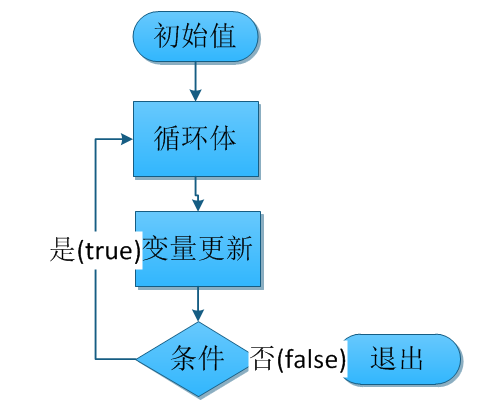 初始值
循环体
是(true)
变量更新
条件
否(false)
退出